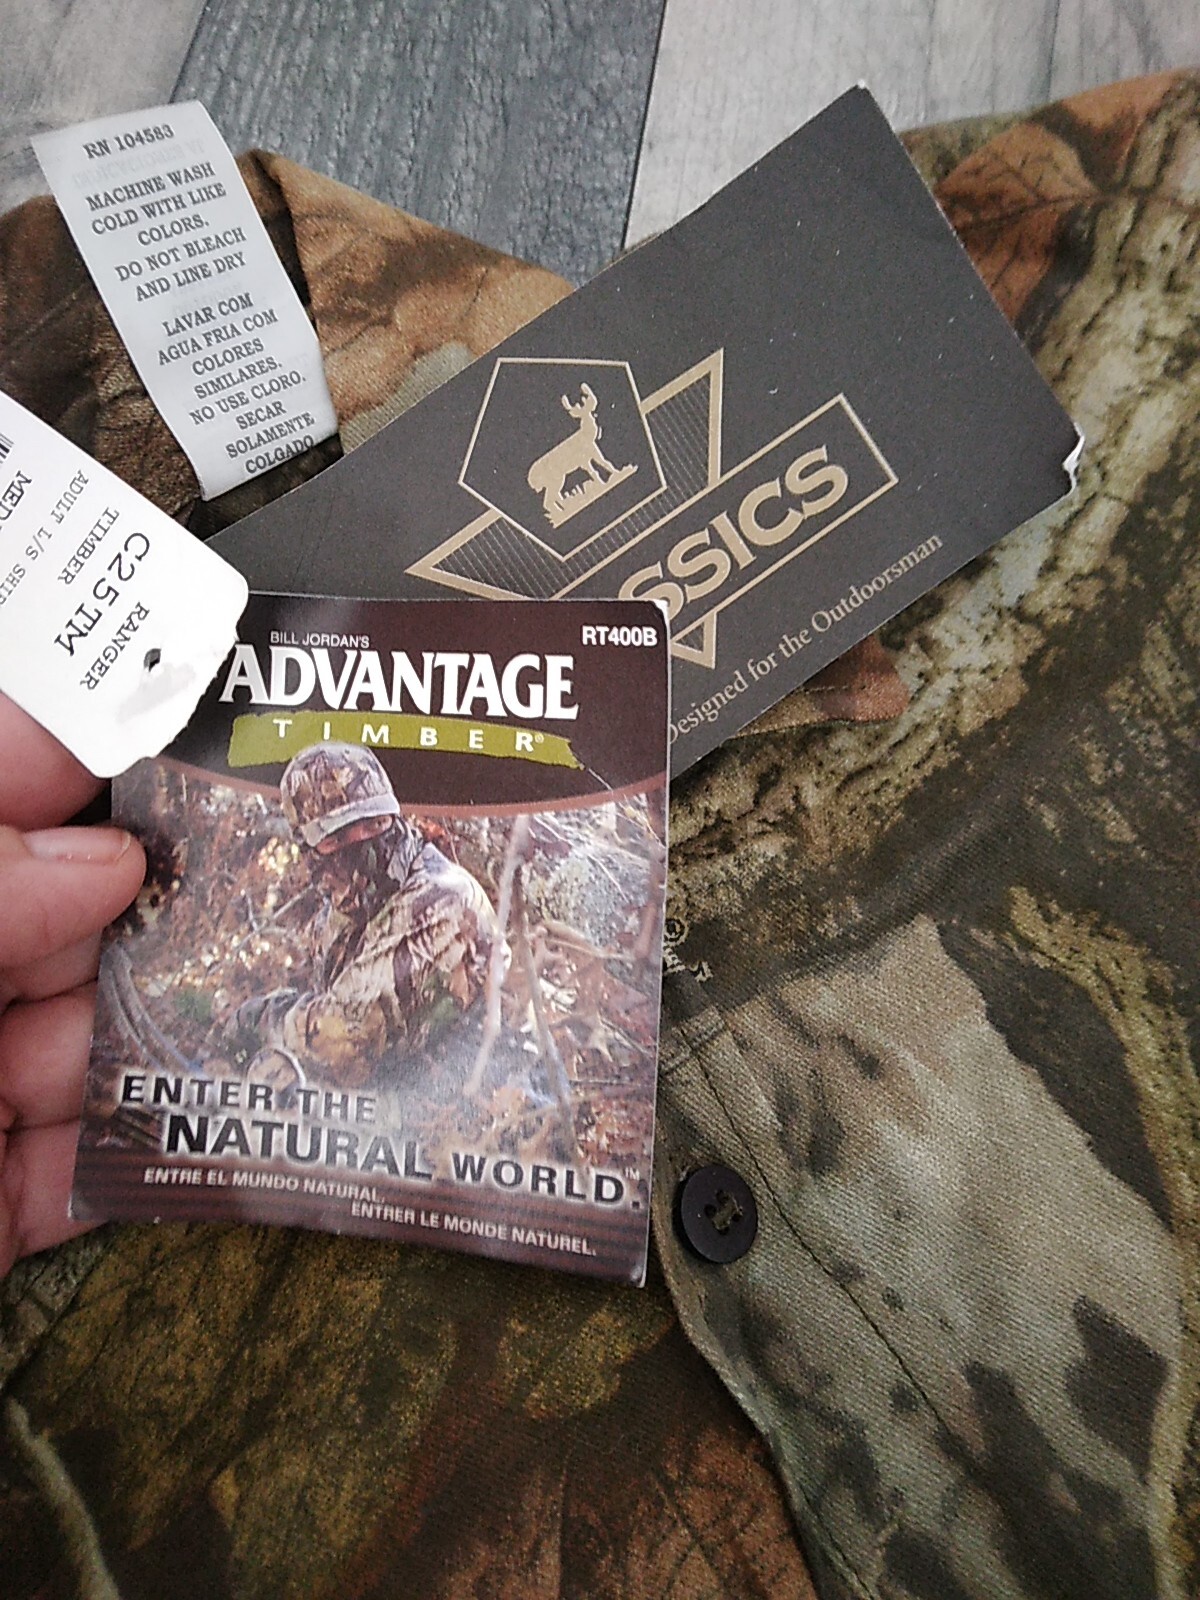 RN 104583
MACHINE WASH
COLD WITH LIKE
COLORS.
DO NOT BLEACH
AND LINE DRY
LAVAR COM
AGUA FRIA COM
COLORES
SIMILARES.
NO USE CLORO.
SECAR
SOLAMENTE
COLGADO
RANGER
C25TM
TIMBER
ADULT L/S
SSICS
Designed for the Outdoorsman
BILL JORDAN'S
RT400B
ADVANTAGE
TIMBER®
ENTER THE
NATURAL WORLD.™
ENTRE EL MUNDO NATURAL.
ENTRER LE MONDE NATUREL.